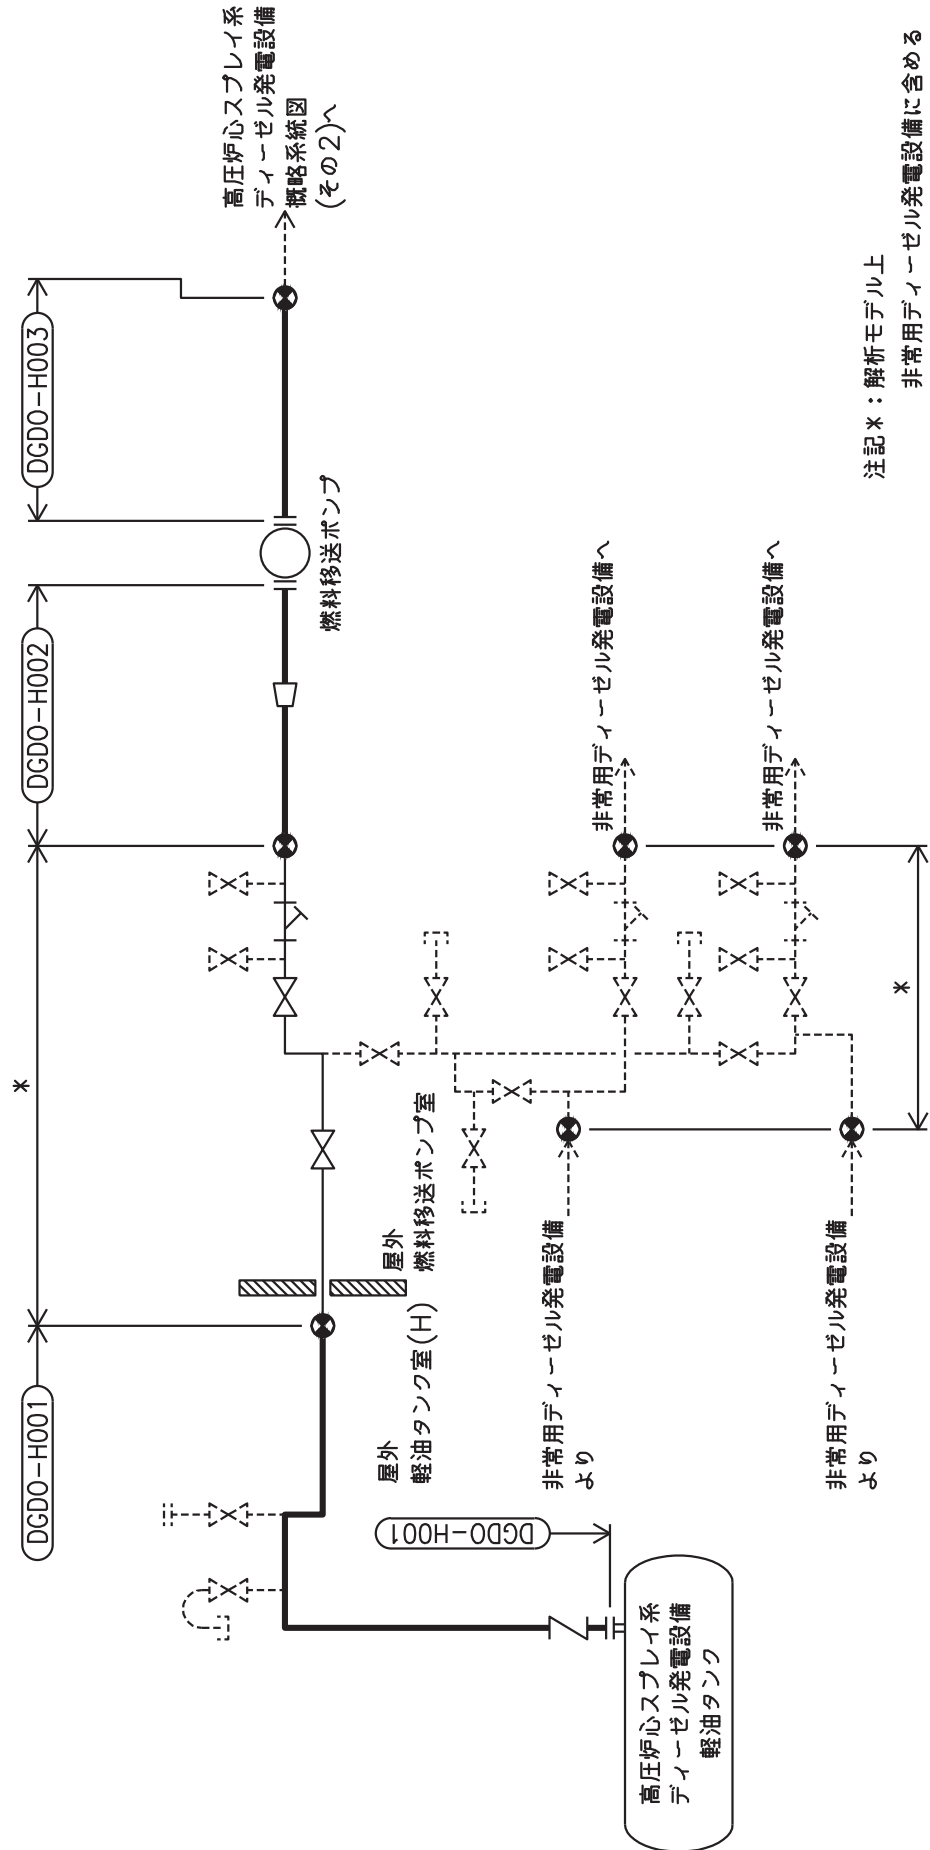 DGDO-H001
*
DGDO-H002
DGDO-H003
高圧炉心スプレイ系
ディーゼル発電設備
概略系統図
(その2)へ
燃料移送ポンプ
屋外
軽油タンク室(H)
屋外
燃料移送ポンプ室
DGDO-H001
高圧炉心スプレイ系
ディーゼル発電設備
軽油タンク
非常用ディーゼル発電設備
より
非常用ディーゼル発電設備へ
非常用ディーゼル発電設備
より
非常用ディーゼル発電設備へ
*
注記*:解析モデル上
非常用ディーゼル発電設備に含める